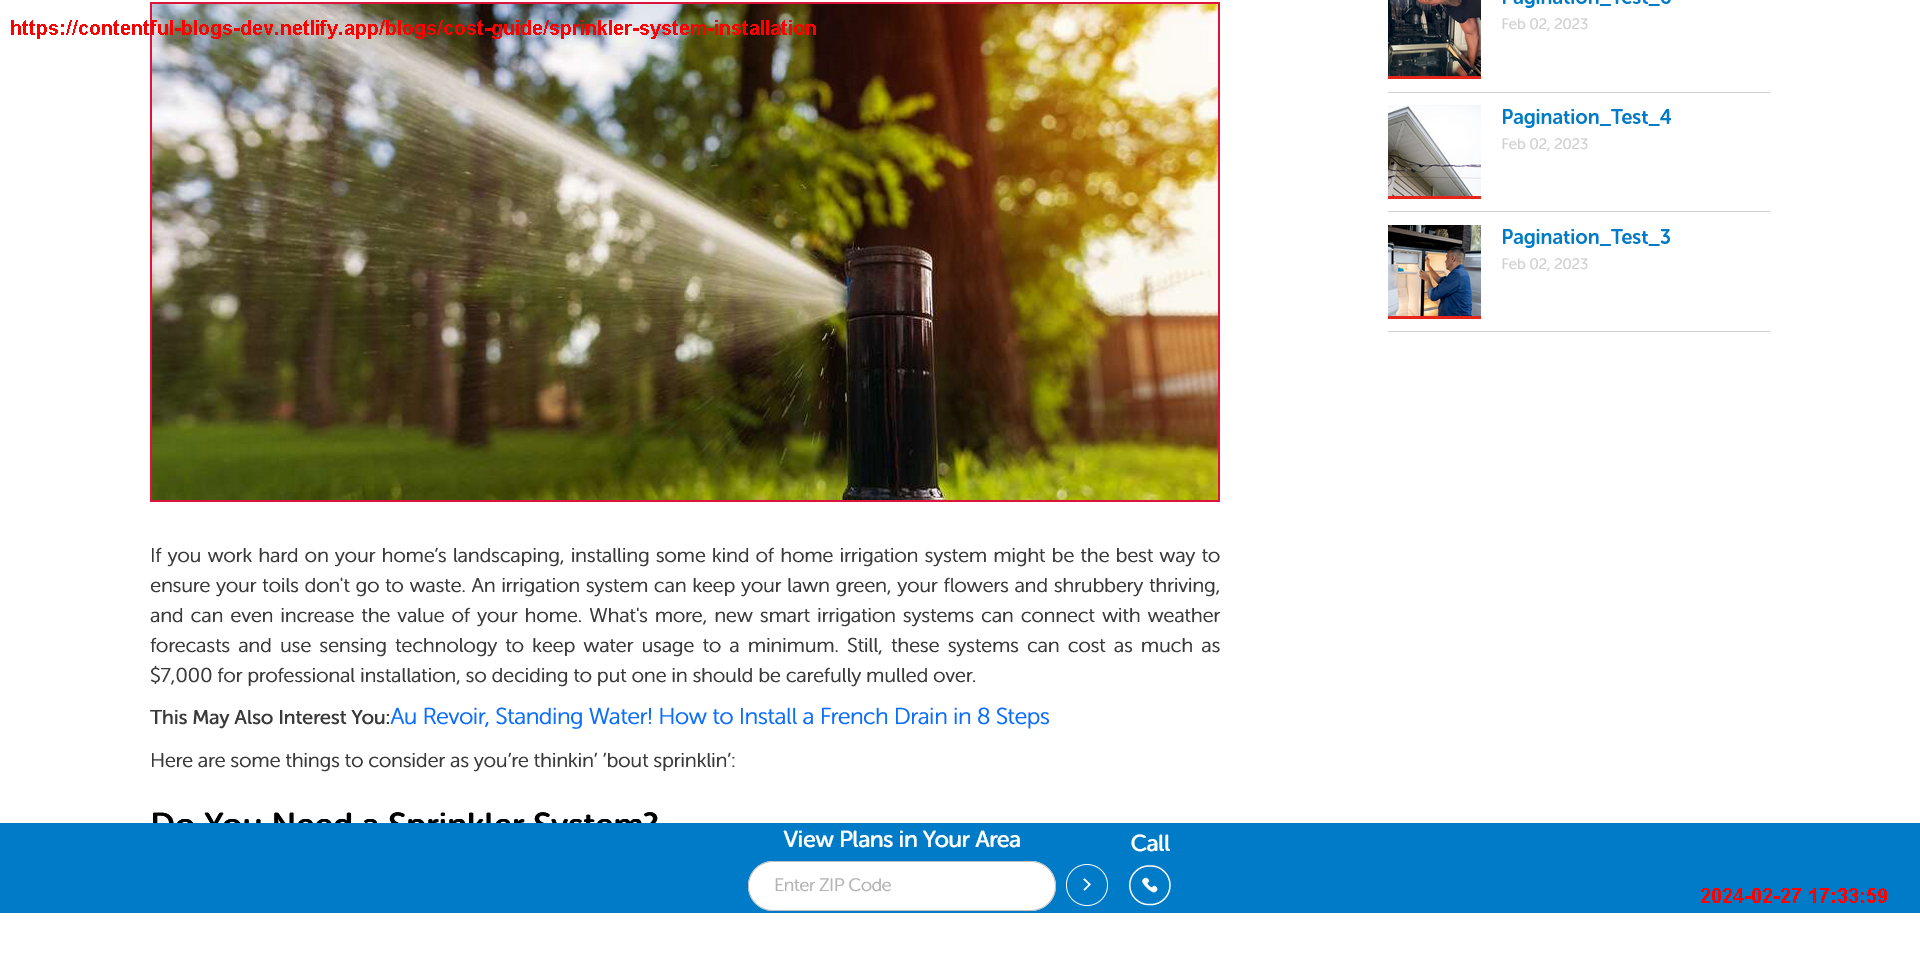 https://contentful-blogs-dev.netlify.app/blogs/cost-guide/sprinkler-system-installation
Feb 02, 2023
Pagination_Test_4
Feb 02, 2023
Pagination_Test_3
Feb 02, 2023
If you work hard on your home’s landscaping, installing some kind of home irrigation system might be the best way to
ensure your toils don't go to waste. An irrigation system can keep your lawn green, your flowers and shrubbery thriving,
and can even increase the value of your home. What's more, new smart irrigation systems can connect with weather
forecasts and use sensing technology to keep water usage to a minimum. Still, these systems can cost as much as
$7,000 for professional installation, so deciding to put one in should be carefully mulled over.
This May Also Interest You:Au Revoir, Standing Water! How to Install a French Drain in 8 Steps
Here are some things to consider as you’re thinkin’ ’bout sprinklin’:
Do You Need a Sprinkler System?
View Plans in Your Area
Call
Enter ZIP Code
2024-02-27 17:33:59